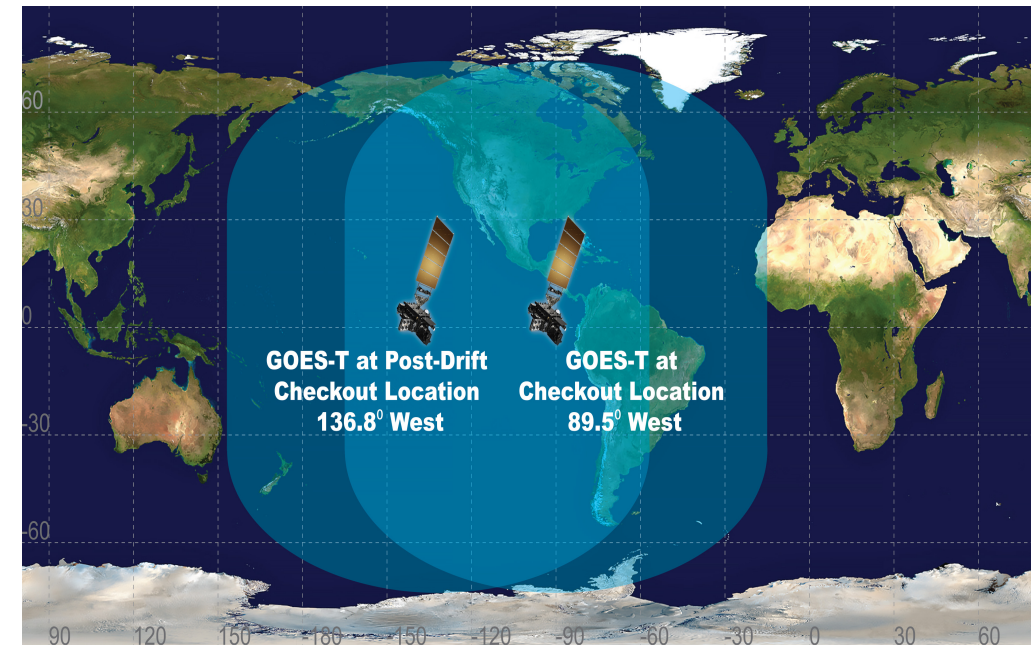 60
30
0
-30
-60
GOES-T at Post-Drift
Checkout Location
136.8⁰ West
GOES-T at
Checkout Location
89.5⁰ West
90 120 150 180 -150 -120 -90 -60 -30 0 30 60